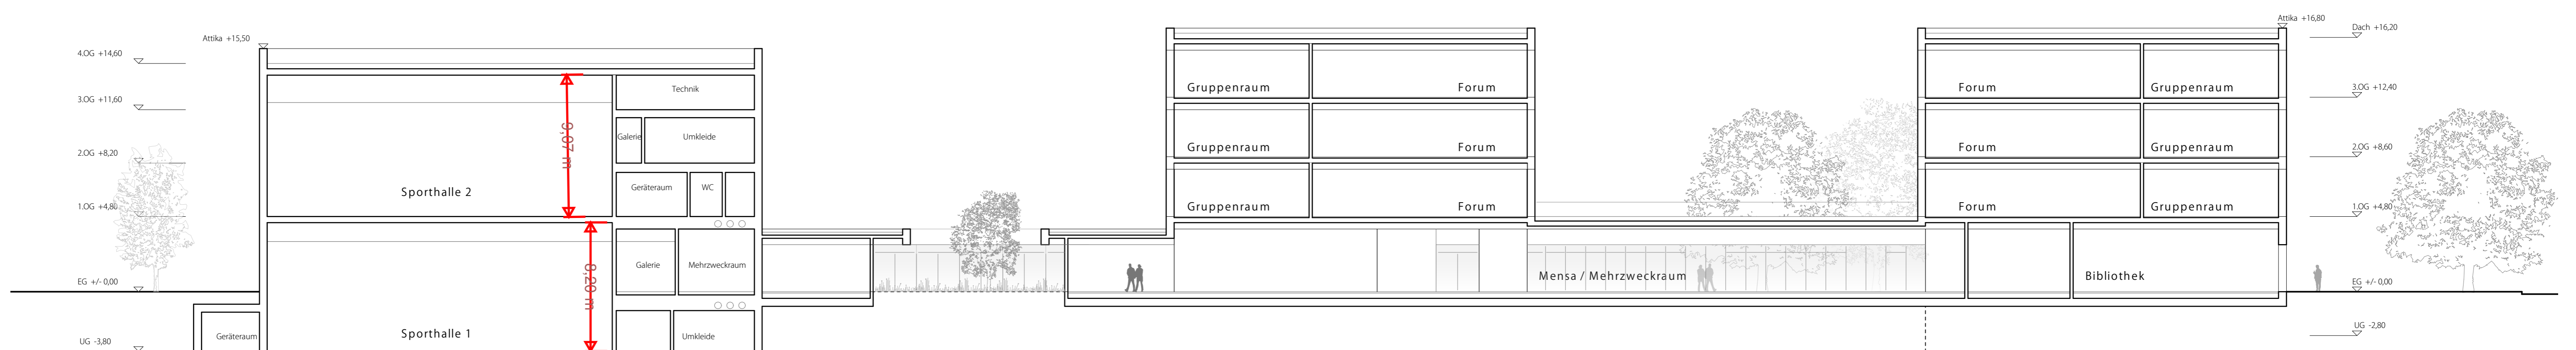 Attika +15,50
4.OG +14,60
3.OG +11,60
2.OG +8,20
1.OG +4,80
EG +/- 0,00
UG -3,80
Technik
Galerie
Umkleide
Geräteraum
WC
Sporthalle 2
9,07 m
Galerie
Mehrzweckraum
8,20 m
Sporthalle 1
Geräteraum
Umkleide
Gruppenraum
Forum
Gruppenraum
Forum
Gruppenraum
Forum
Mensa / Mehrzweckraum
Forum
Gruppenraum
Forum
Gruppenraum
Forum
Gruppenraum
Bibliothek
Attika +16,80
Dach +16,20
3.OG +12,40
2.OG +8,60
1.OG +4,80
EG +/- 0,00
UG -2,80